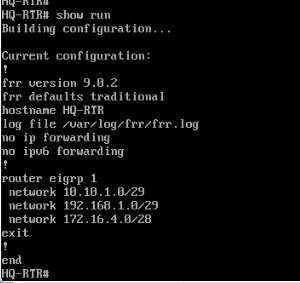 HQ-RTR#
HQ-RTR# show run
Building configuration...
Current configuration:
!
frr version 9.0.2
frr defaults traditional
hostname HQ-RTR
log file /var/log/frr/frr.log
no ip forwarding
no ipv6 forwarding
!
router eigrp 1
 network 10.10.1.0/29
 network 192.168.1.0/29
 network 172.16.4.0/28
exit
!
end
HQ-RTR#